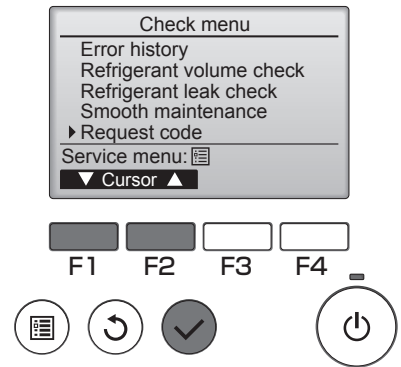 Check menu
Error history
Refrigerant volume check
Refrigerant leak check
Smooth maintenance
Request code
Service menu:
▼ Cursor ▲
F1 F2 F3 F4